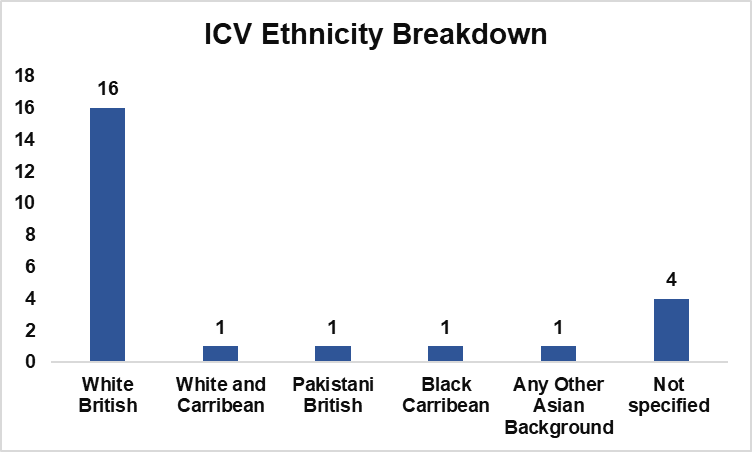 ICV Ethnicity Breakdown
18
16
14
12
10
8
6
4
2
0
16
1
1
1
1
4
White
British
White and
Carribean
Pakistani
British
Black
Carribean
Any Other
Asian
Background
Not
specified